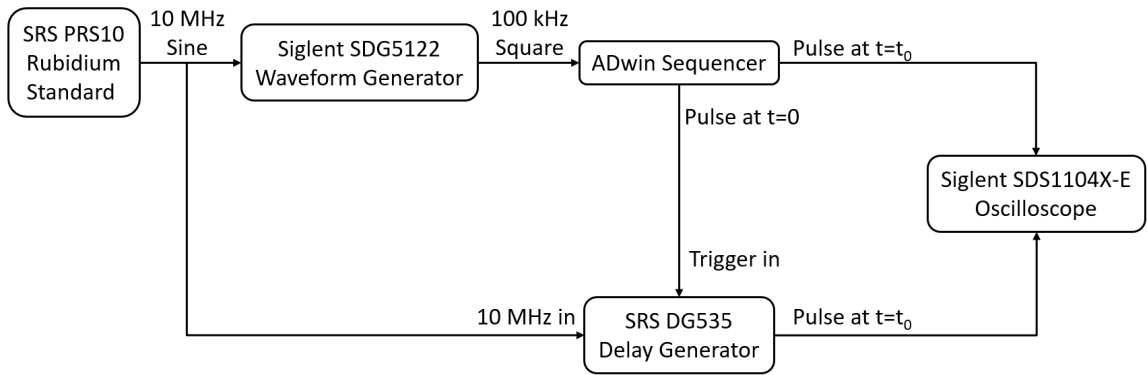 SRS PRS10
Rubidium
Standard
10 MHz
Sine
Siglent SDG5122
Waveform Generator
100 kHz
Square
ADwin Sequencer
Pulse at t=t₀
Pulse at t=0
Siglent SDS1104X-E
Oscilloscope
Trigger in
10 MHz in
SRS DG535
Delay Generator
Pulse at t=t₀